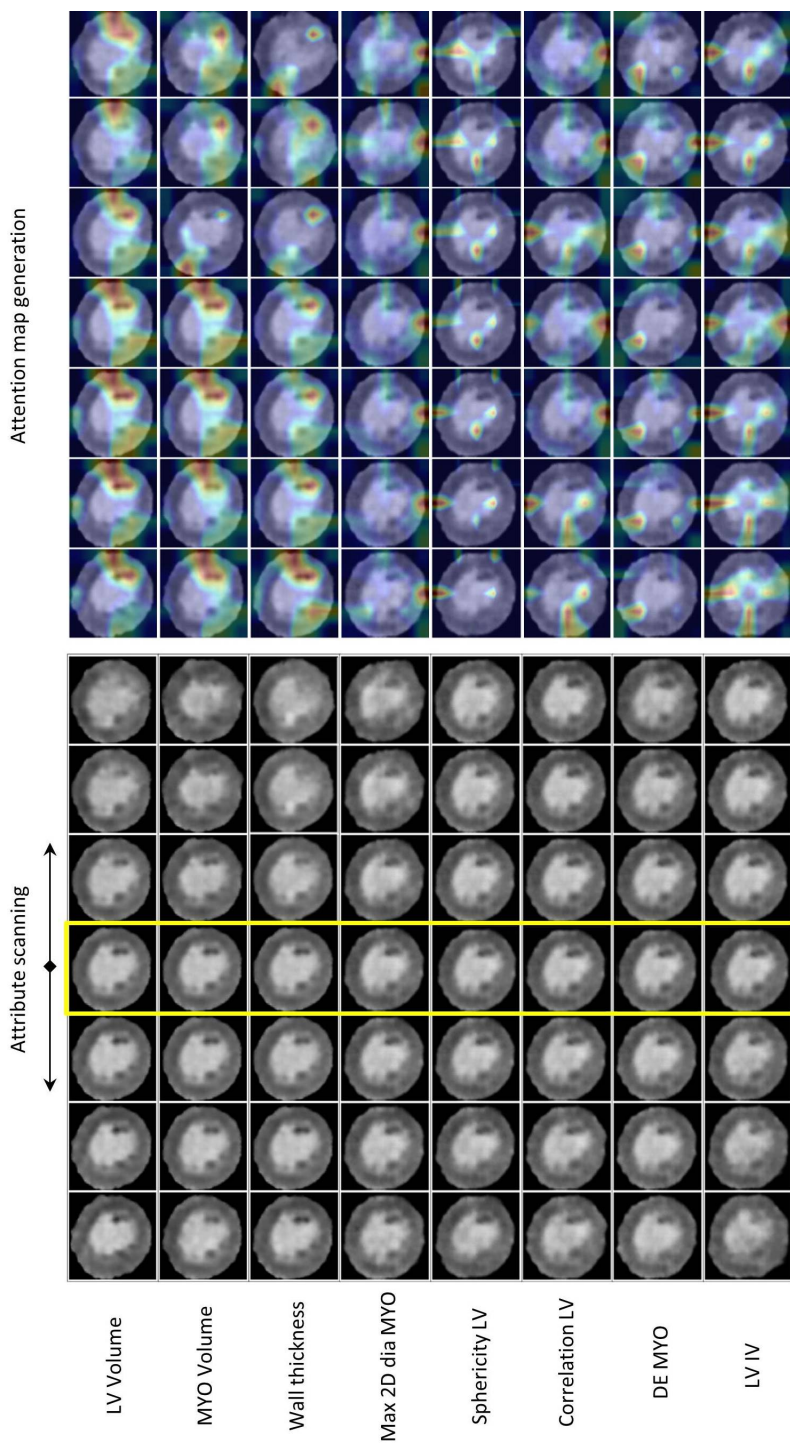 Attribute scanning
Attention map generation
LV Volume
MYO Volume
Wall thickness
Max 2D dia MYO
Sphericity LV
Correlation LV
DE MYO
LV IV